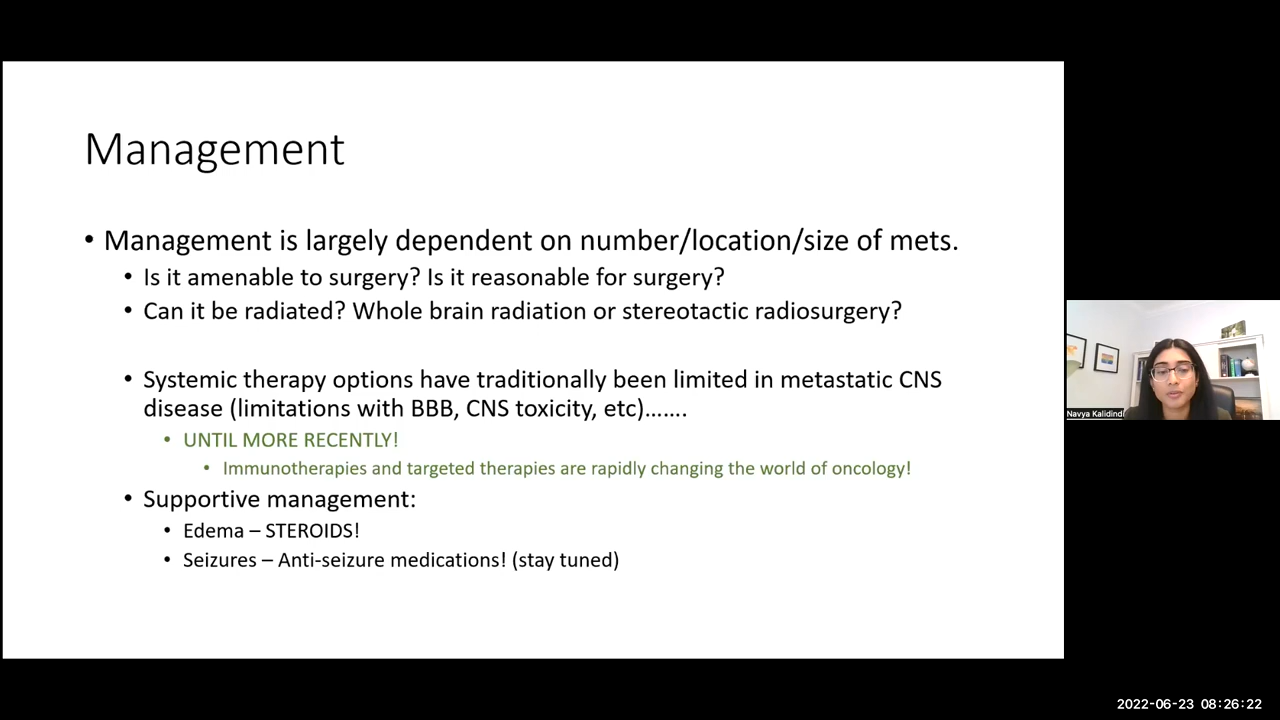 Management
• Management is largely dependent on number/location/size of mets.
• Is it amenable to surgery? Is it reasonable for surgery?
• Can it be radiated? Whole brain radiation or stereotactic radiosurgery?
• Systemic therapy options have traditionally been limited in metastatic CNS
disease (limitations with BBB, CNS toxicity, etc)…….
• UNTIL MORE RECENTLY!
• Immunotherapies and targeted therapies are rapidly changing the world of oncology!
• Supportive management:
• Edema – STEROIDS!
• Seizures – Anti-seizure medications! (stay tuned)
Navya Kalidindi
2022-06-23 08:26:22